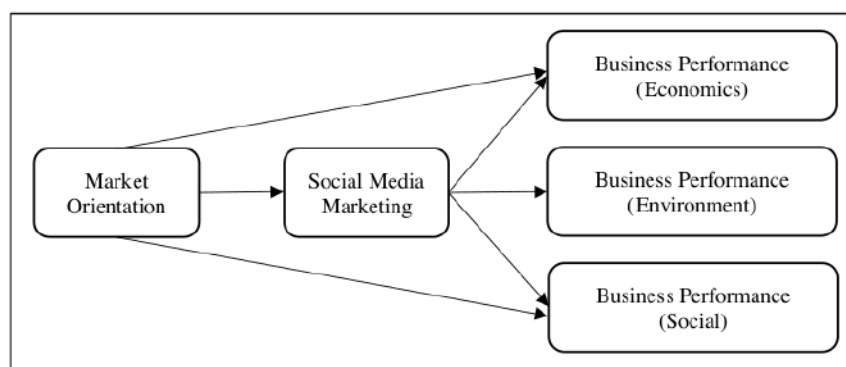 Business Performance
(Economics)
Market
Orientation
Social Media
Marketing
Business Performance
(Environment)
Business Performance
(Social)